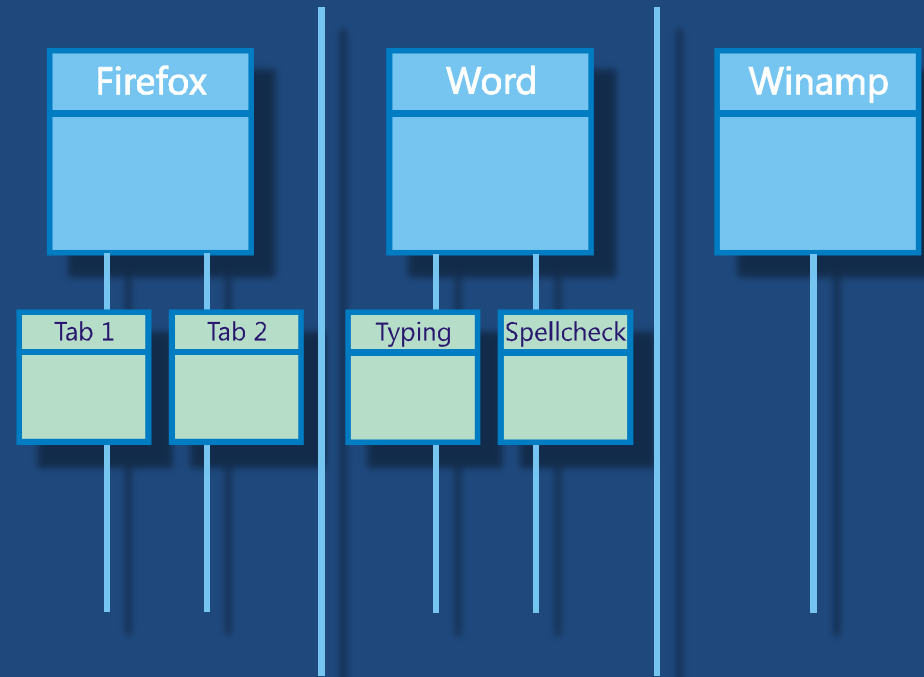 Firefox
Word
Winamp
Tab 1
Tab 2
Typing
Spellcheck